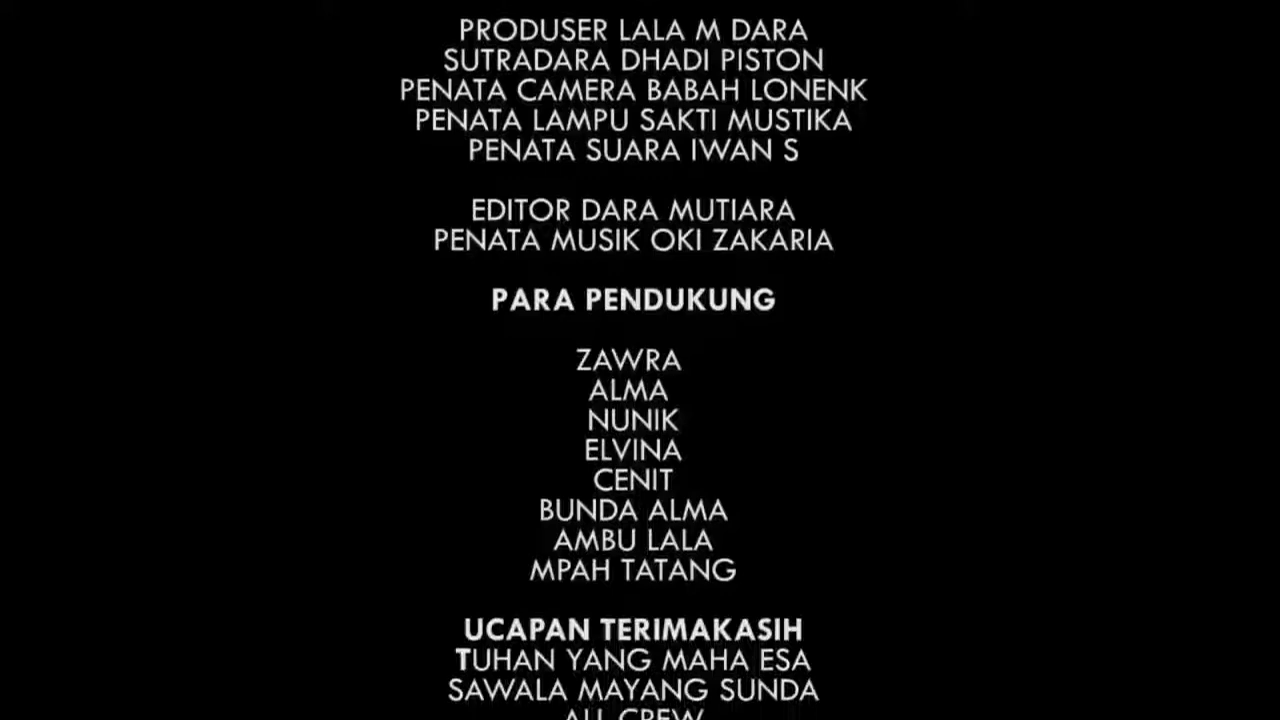 PRODUSER LALA M DARA
SUTRADARA DHADI PISTON
PENATA CAMERA BABAH LONENK
PENATA LAMPU SAKTI MUSTIKA
PENATA SUARA IWAN S
EDITOR DARA MUTIARA
PENATA MUSIK OKI ZAKARIA
PARA PENDUKUNG
ZAWRA
ALMA
NUNIK
ELVINA
CENIT
BUNDA ALMA
AMBU LALA
MPAH TATANG
UCAPAN TERIMAKASIH
TUHAN YANG MAHA ESA
SAWALA MAYANG SUNDA
ALL CREW